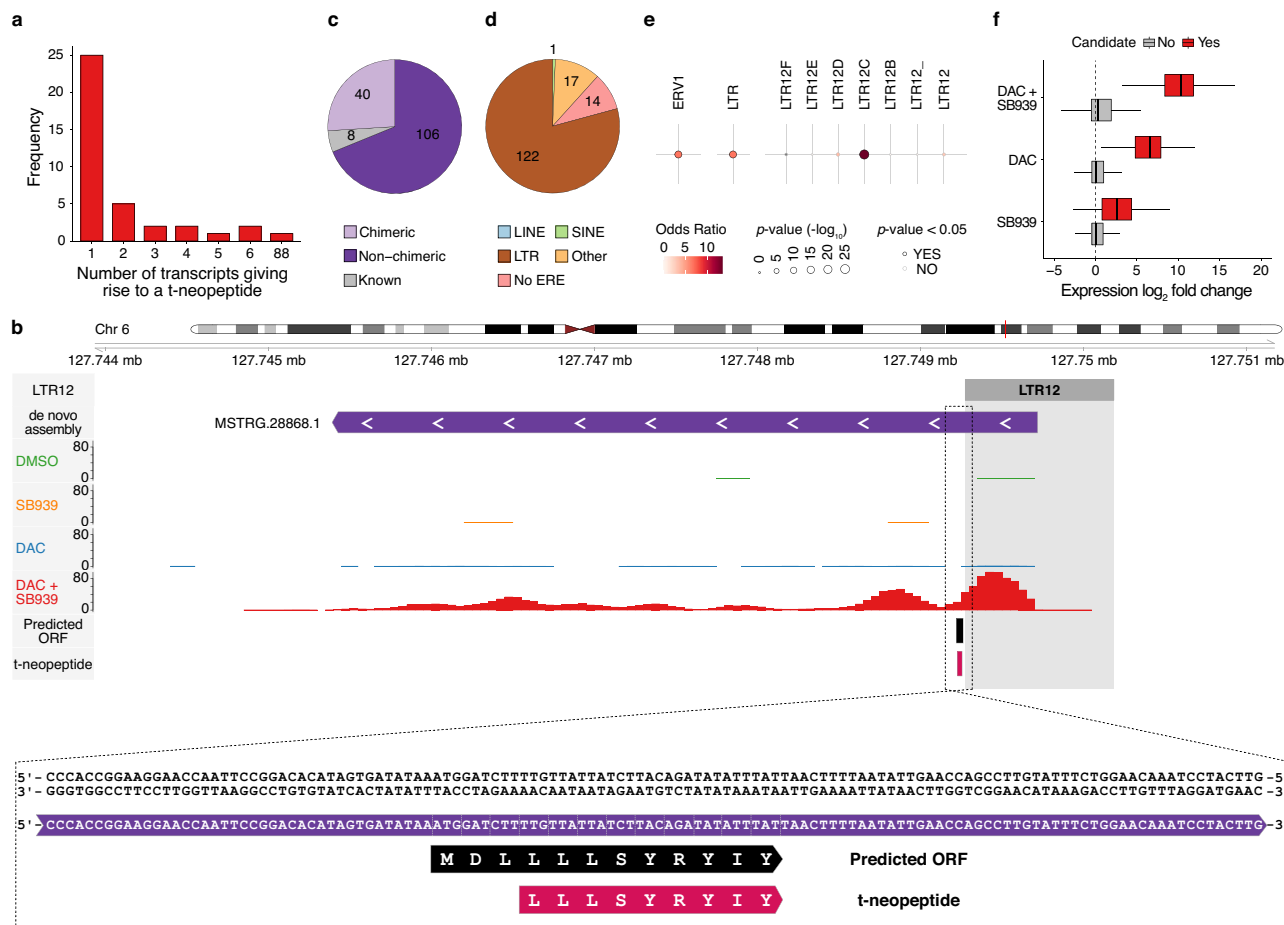 a
25
20
15
10
5
0
Frequency
1 2 3 4 5 6 88
Number of transcripts giving
rise to a t-neopeptide
c
40
8
106
Chimeric
Non-chimeric
Known
d
1
17
14
122
LINE SINE
LTR Other
No ERE
e
ERV1
LTR
LTR12F
LTR12E
LTR12D
LTR12C
LTR12B
LTR12_
LTR12
Odds Ratio
0 5 10
p-value (-log10)
0 5 10 15 20 25
p-value < 0.05
YES
NO
f
Candidate No Yes
DAC +
SB939
DAC
SB939
−5 0 5 10 15 20
Expression log2 fold change
b
Chr 6
127.744 mb 127.745 mb 127.746 mb 127.747 mb 127.748 mb 127.749 mb 127.75 mb 127.751 mb
LTR12
LTR12
de novo
assembly
MSTRG.28868.1
80
DMSO
0
80
SB939
0
80
DAC
0
80
DAC +
SB939
0
Predicted
ORF
t-neopeptide
5'-CCCACCGGAAGGAACCAATTCCGGACACATAGTGATATAAATGGATCTTTTGTTATTATCTTACAGATATATTTATTAACTTTTAATATTGAACCAGCCTTGTATTTCTGGAACAAATCCTACTTG-5
3'-GGGTGGCCTTCCTTGGTTAAGGCCTGTGTATCACTATATTTACCTAGAAAACAATAATAGAATGTCTATATAAATAATTGAAAATTATAACTTGGTCGGAACATAAAGACCTTGTTTAGGATGAAC-3
5'-CCCACCGGAAGGAACCAATTCCGGACACATAGTGATATAAATGGATCTTTTGTTATTATCTTACAGATATATTTATTAACTTTTAATATTGAACCAGCCTTGTATTTCTGGAACAAATCCTACTTG-3
M D L L L L S Y R Y I Y Predicted ORF
L L L S Y R Y I Y t-neopeptide